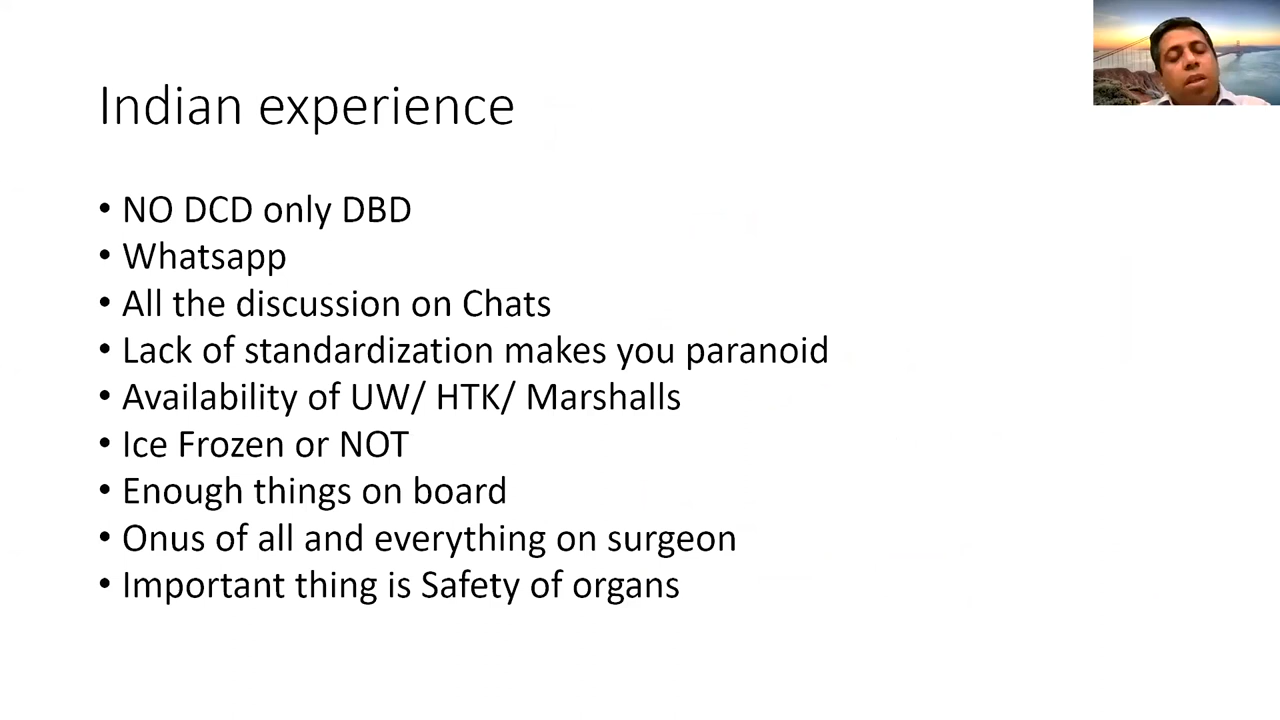 Indian experience
• NO DCD only DBD
• Whatsapp
• All the discussion on Chats
• Lack of standardization makes you paranoid
• Availability of UW/ HTK/ Marshalls
• Ice Frozen or NOT
• Enough things on board
• Onus of all and everything on surgeon
• Important thing is Safety of organs